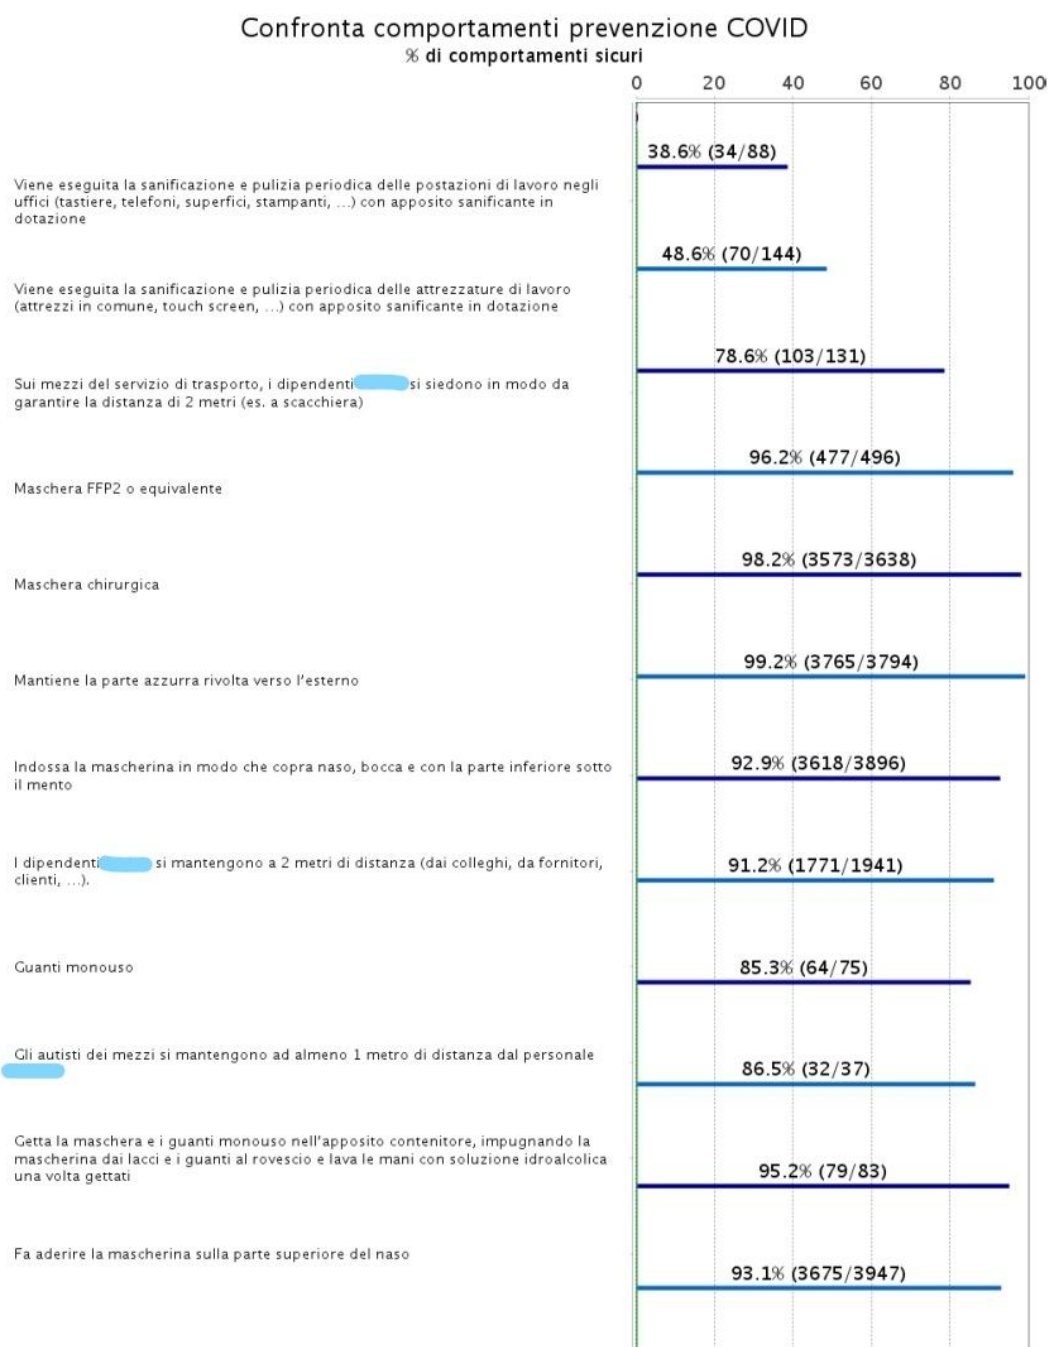 Confronta comportamenti prevenzione COVID
% di comportamenti sicuri
0 20 40 60 80 100
38.6% (34/88)
Viene eseguita la sanificazione e pulizia periodica delle postazioni di lavoro negli
uffici (tastiere, telefoni, superfici, stampanti, ...) con apposito sanificante in
dotazione
48.6% (70/144)
Viene eseguita la sanificazione e pulizia periodica delle attrezzature di lavoro
(attrezzi in comune, touch screen, ...) con apposito sanificante in dotazione
78.6% (103/131)
Sui mezzi del servizio di trasporto, i dipendenti si siedono in modo da
garantire la distanza di 2 metri (es. a scacchiera)
96.2% (477/496)
Maschera FFP2 o equivalente
98.2% (3573/3638)
Maschera chirurgica
99.2% (3765/3794)
Mantiene la parte azzurra rivolta verso l'esterno
92.9% (3618/3896)
Indossa la mascherina in modo che copra naso, bocca e con la parte inferiore sotto
il mento
91.2% (1771/1941)
I dipendenti si mantengono a 2 metri di distanza (dai colleghi, da fornitori,
clienti, ...).
85.3% (64/75)
Guanti monouso
Gli autisti dei mezzi si mantengono ad almeno 1 metro di distanza dal personale
86.5% (32/37)
Getta la maschera e i guanti monouso nell'apposito contenitore, impugnando la
mascherina dai lacci e i guanti al rovescio e lava le mani con soluzione idroalcolica
una volta gettati
95.2% (79/83)
Fa aderire la mascherina sulla parte superiore del naso
93.1% (3675/3947)